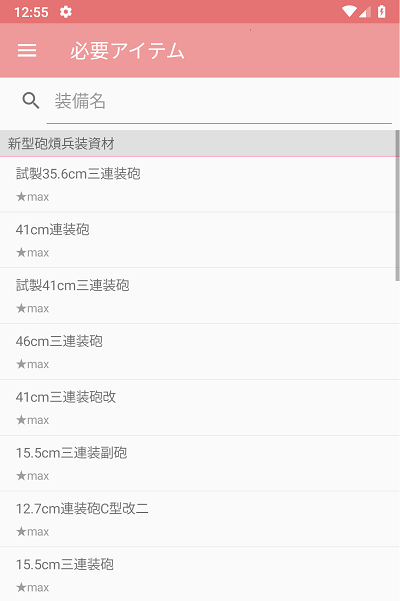 12:55
必要アイテム
装備名
新型砲熕兵装資材
試製35.6cm三連装砲
★max
41cm連装砲
★max
試製41cm三連装砲
★max
46cm三連装砲
★max
41cm三連装砲改
★max
15.5cm三連装副砲
★max
12.7cm連装砲C型改二
★max
15.5cm三連装砲
★max